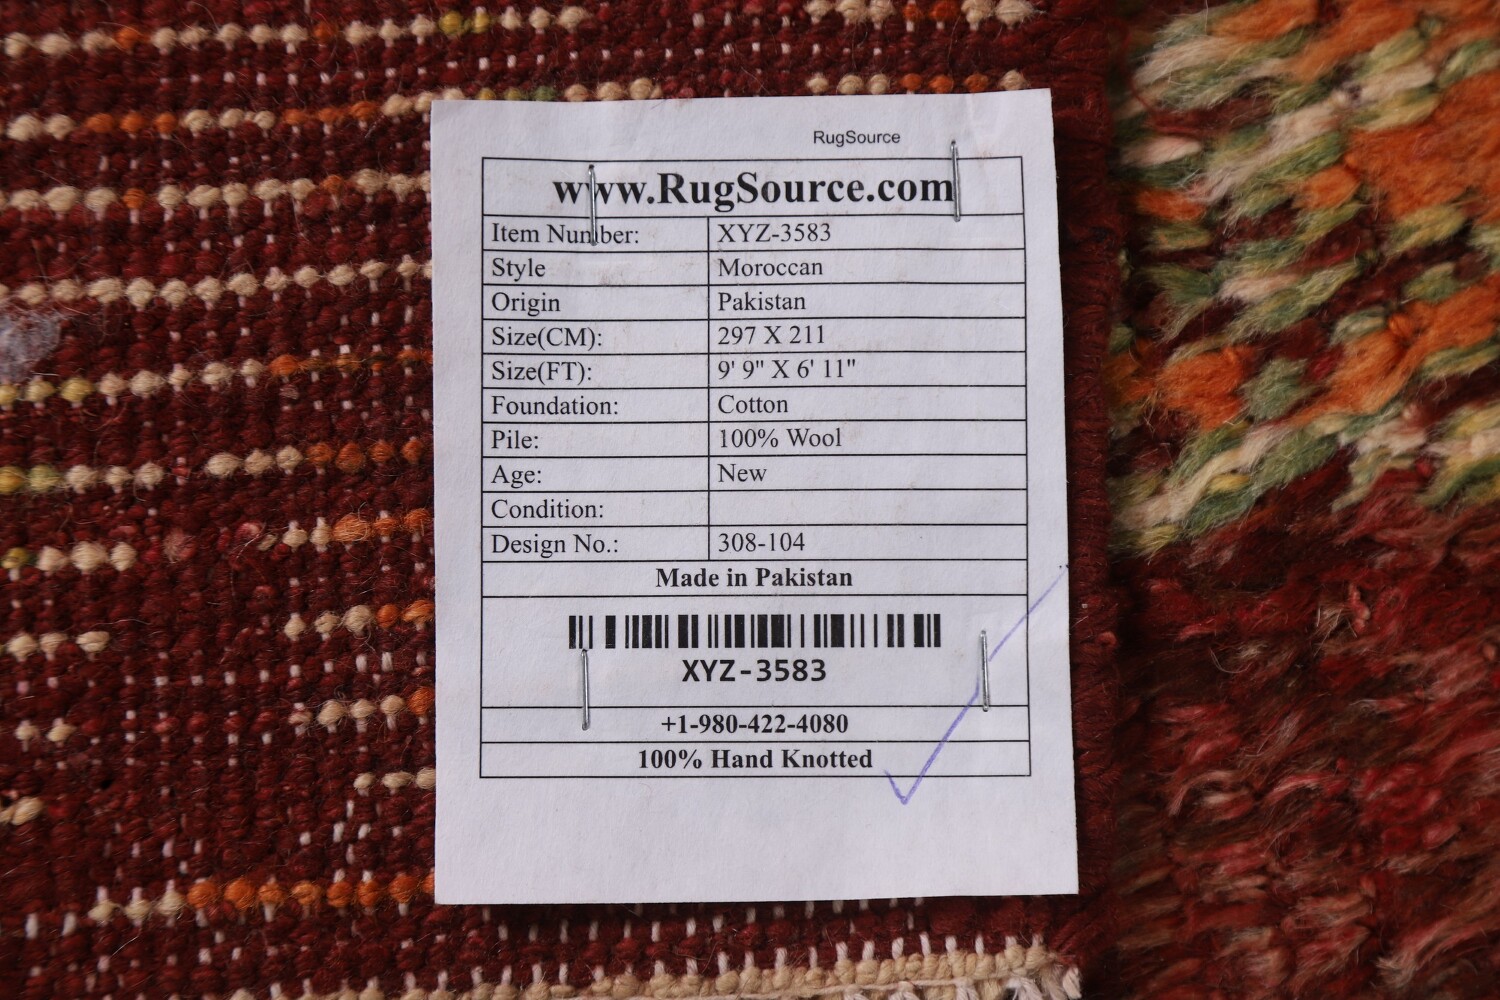 RugSource
www.RugSource.com
Item Number: XYZ-3583
Style Moroccan
Origin Pakistan
Size(CM): 297 X 211
Size(FT): 9' 9" X 6' 11"
Foundation: Cotton
Pile: 100% Wool
Age: New
Condition:
Design No.: 308-104
Made in Pakistan
XYZ-3583
+1-980-422-4080
100% Hand Knotted